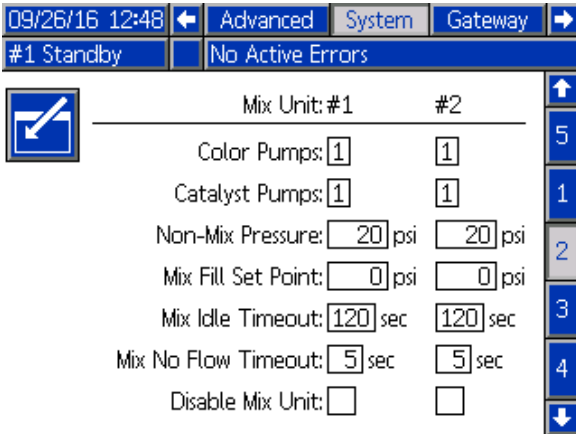 09/26/16 12:48 Advanced System Gateway
#1 Standby No Active Errors
Mix Unit: #1 #2
Color Pumps: 1 1
Catalyst Pumps: 1 1
Non-Mix Pressure: 20 psi 20 psi
Mix Fill Set Point: 0 psi 0 psi
Mix Idle Timeout: 120 sec 120 sec
Mix No Flow Timeout: 5 sec 5 sec
Disable Mix Unit:
5
1
2
3
4